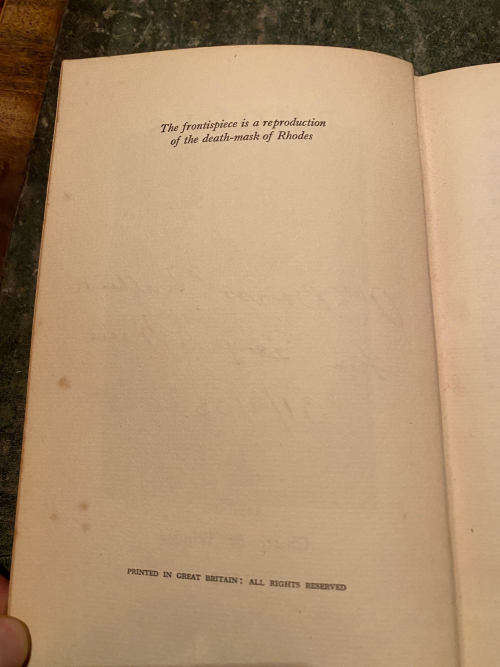 The frontispiece is a reproduction
of the death-mask of Rhodes
PRINTED IN GREAT BRITAIN: ALL RIGHTS RESERVED